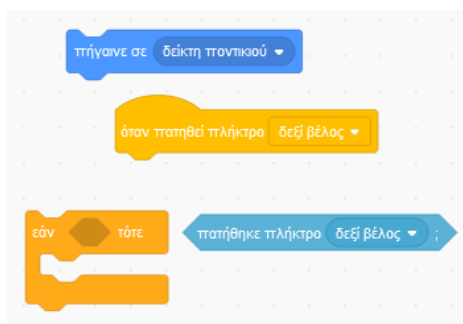 πήγαινε σε δείκτη ποντικιού
όταν πατηθεί πλήκτρο δεξί βέλος
εάν τότε πατήθηκε πλήκτρο δεξί βέλος ;